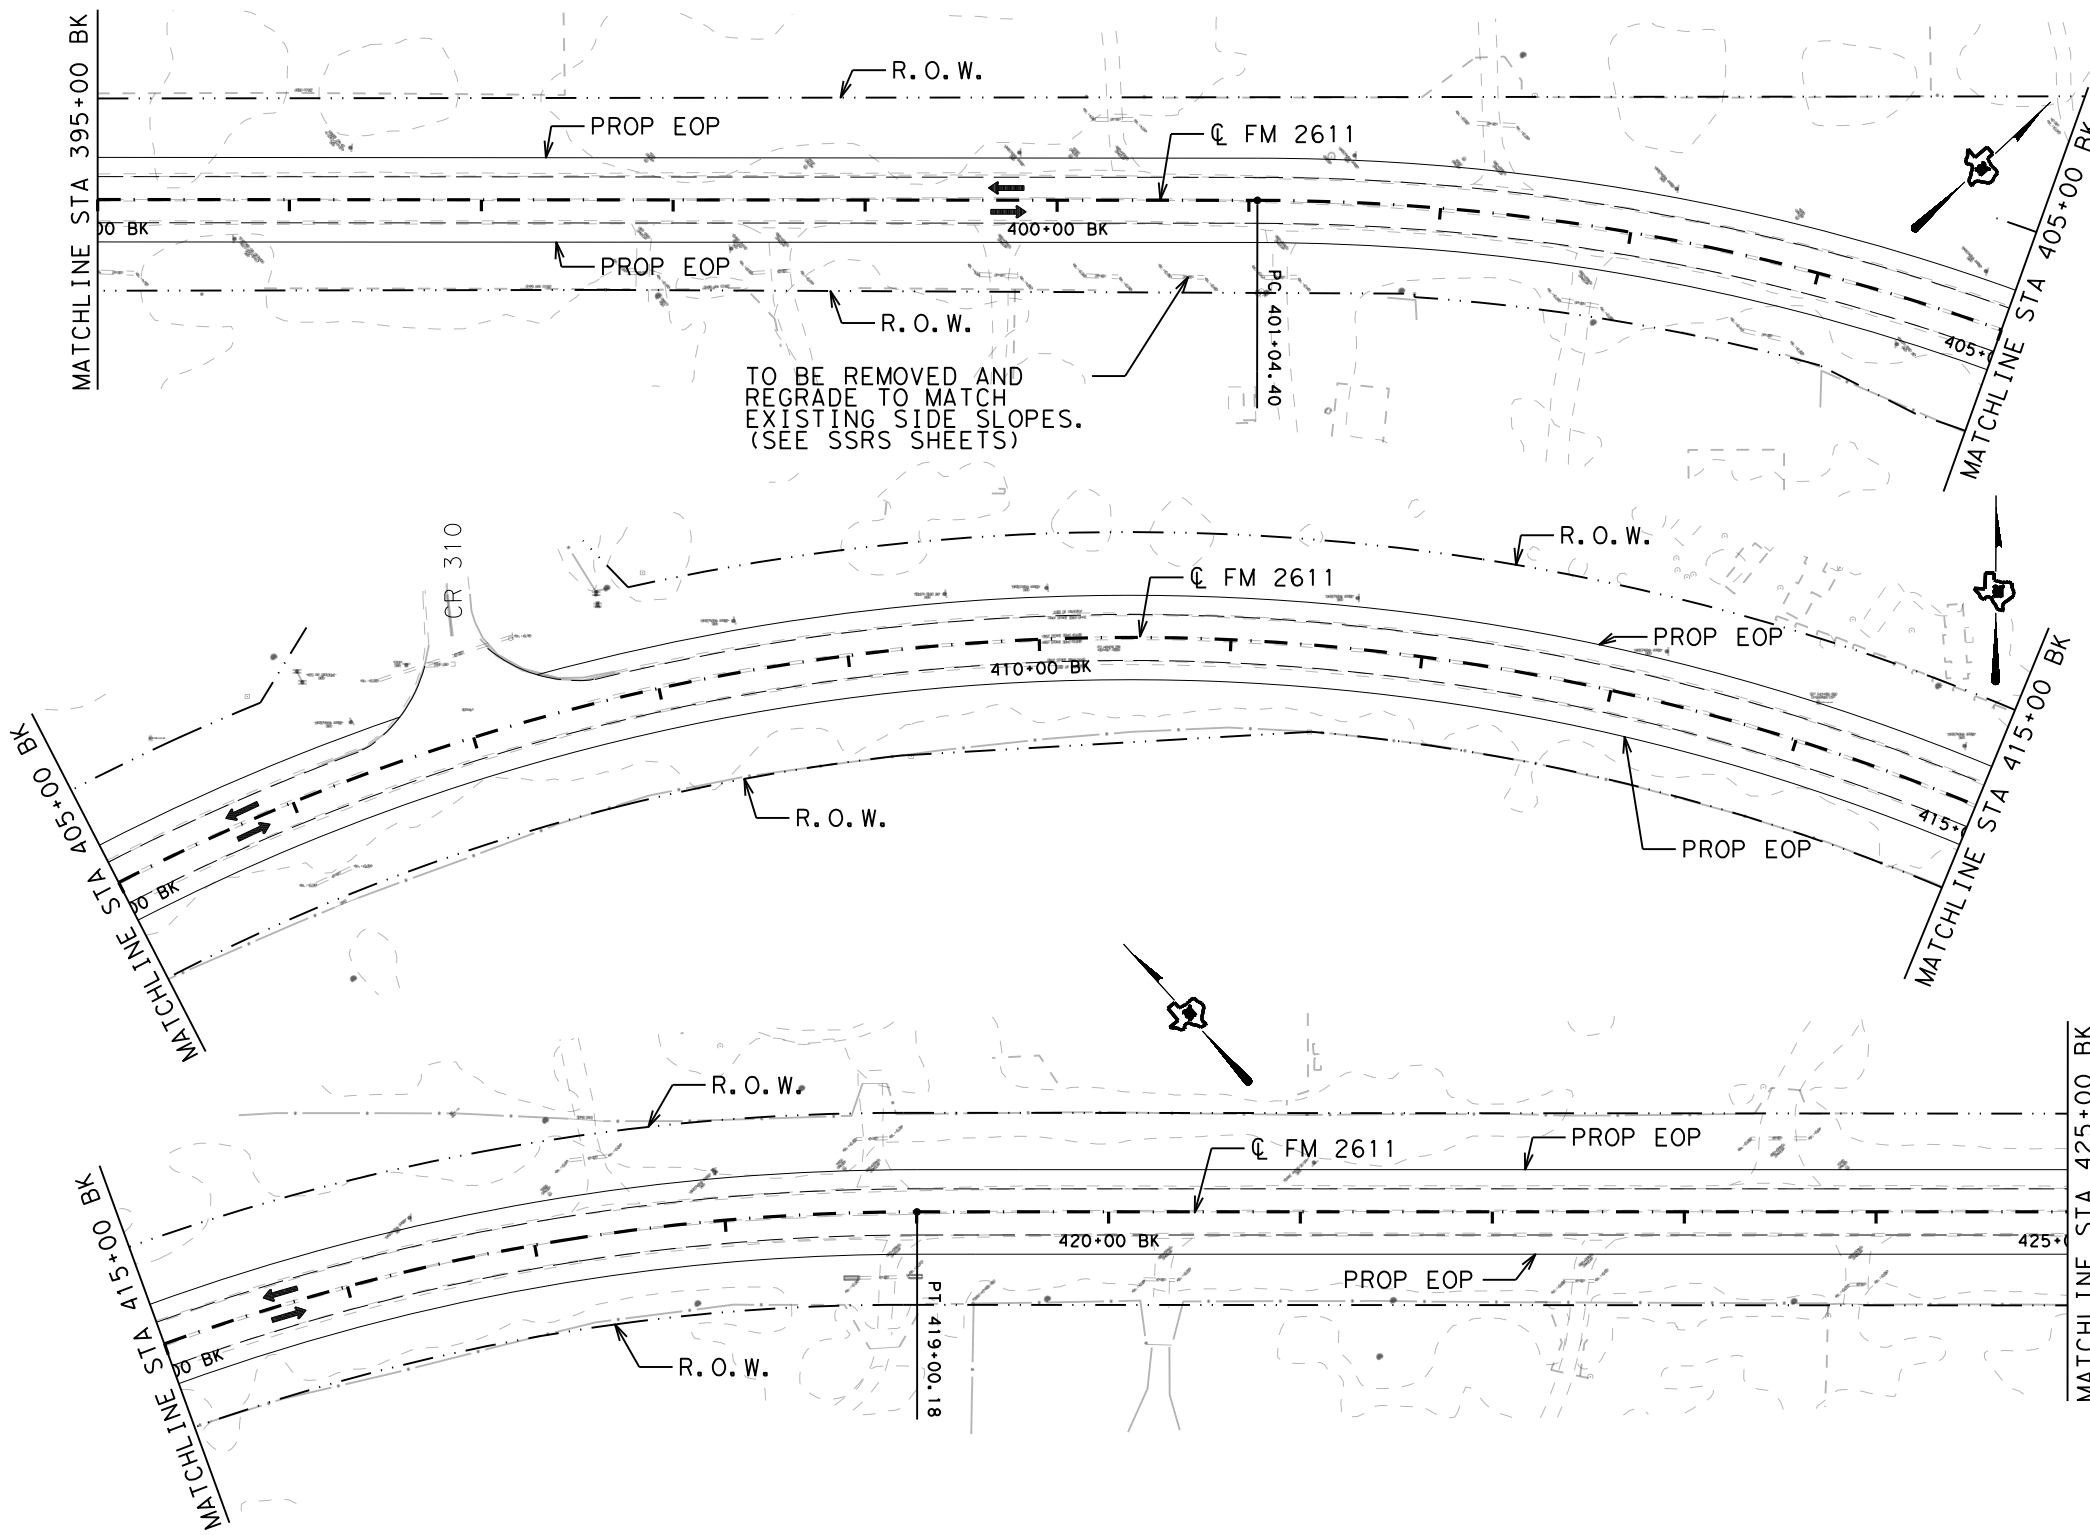 MATCHLINE STA 395+00 BK
R.O.W.
PROP EOP
℄ FM 2611
00 BK
400+00 BK
PROP EOP
R.O.W.
PC 401+04.40
TO BE REMOVED AND
REGRADE TO MATCH
EXISTING SIDE SLOPES.
(SEE SSRS SHEETS)
405+0
MATCHLINE STA 405+00 BK
MATCHLINE STA 405+00 BK
CR 310
R.O.W.
℄ FM 2611
PROP EOP
410+00 BK
00 BK
R.O.W.
PROP EOP
415+0
MATCHLINE STA 415+00 BK
MATCHLINE STA 415+00 BK
R.O.W.
℄ FM 2611
PROP EOP
420+00 BK
425+0
PROP EOP
00 BK
R.O.W.
PT 419+00.18
MATCHLINE STA 425+00 BK